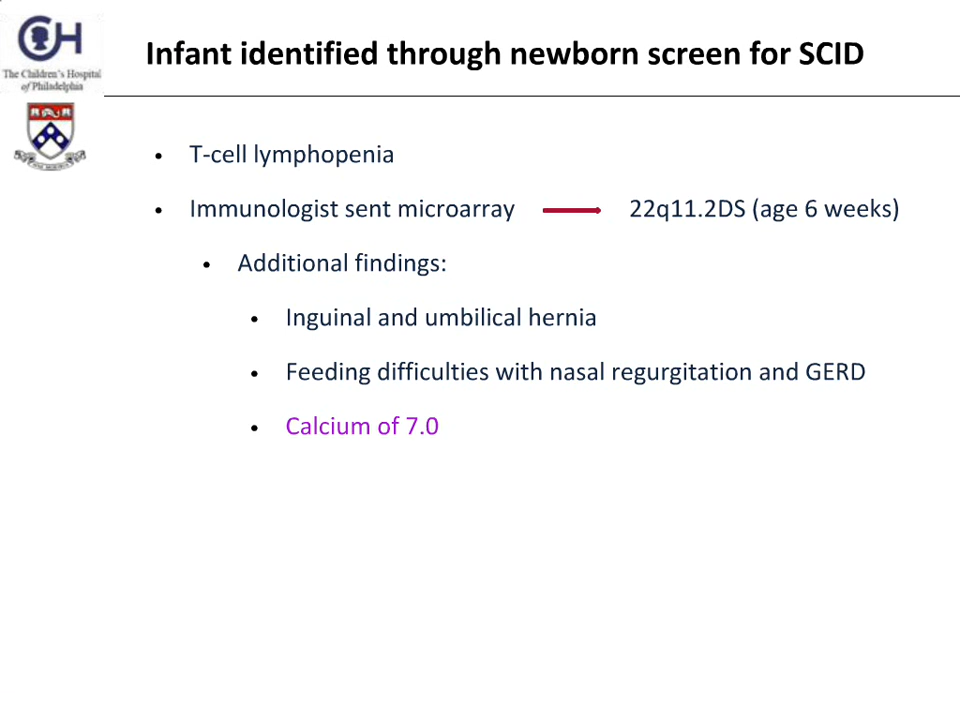 CH
The Children's Hospital
of Philadelphia
Infant identified through newborn screen for SCID
• T-cell lymphopenia
• Immunologist sent microarray → 22q11.2DS (age 6 weeks)
• Additional findings:
• Inguinal and umbilical hernia
• Feeding difficulties with nasal regurgitation and GERD
• Calcium of 7.0